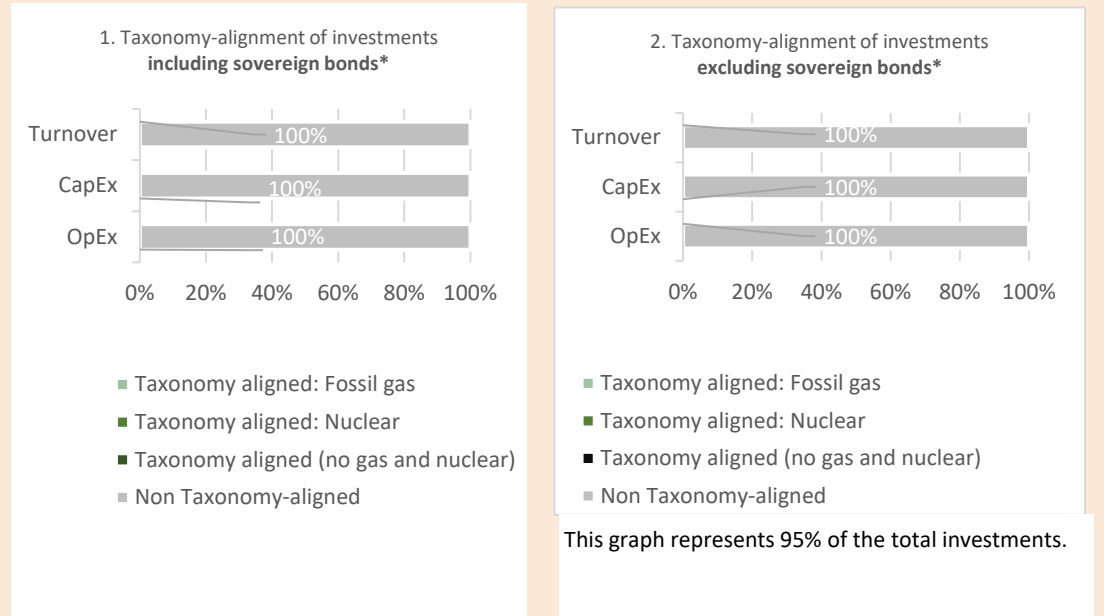 1. Taxonomy-alignment of investments
including sovereign bonds*
Turnover
100%
CapEx
100%
OpEx
100%
0% 20% 40% 60% 80% 100%
Taxonomy aligned: Fossil gas
Taxonomy aligned: Nuclear
Taxonomy aligned (no gas and nuclear)
Non Taxonomy-aligned
2. Taxonomy-alignment of investments
excluding sovereign bonds*
Turnover
100%
CapEx
100%
OpEx
100%
0% 20% 40% 60% 80% 100%
Taxonomy aligned: Fossil gas
Taxonomy aligned: Nuclear
Taxonomy aligned (no gas and nuclear)
Non Taxonomy-aligned
This graph represents 95% of the total investments.